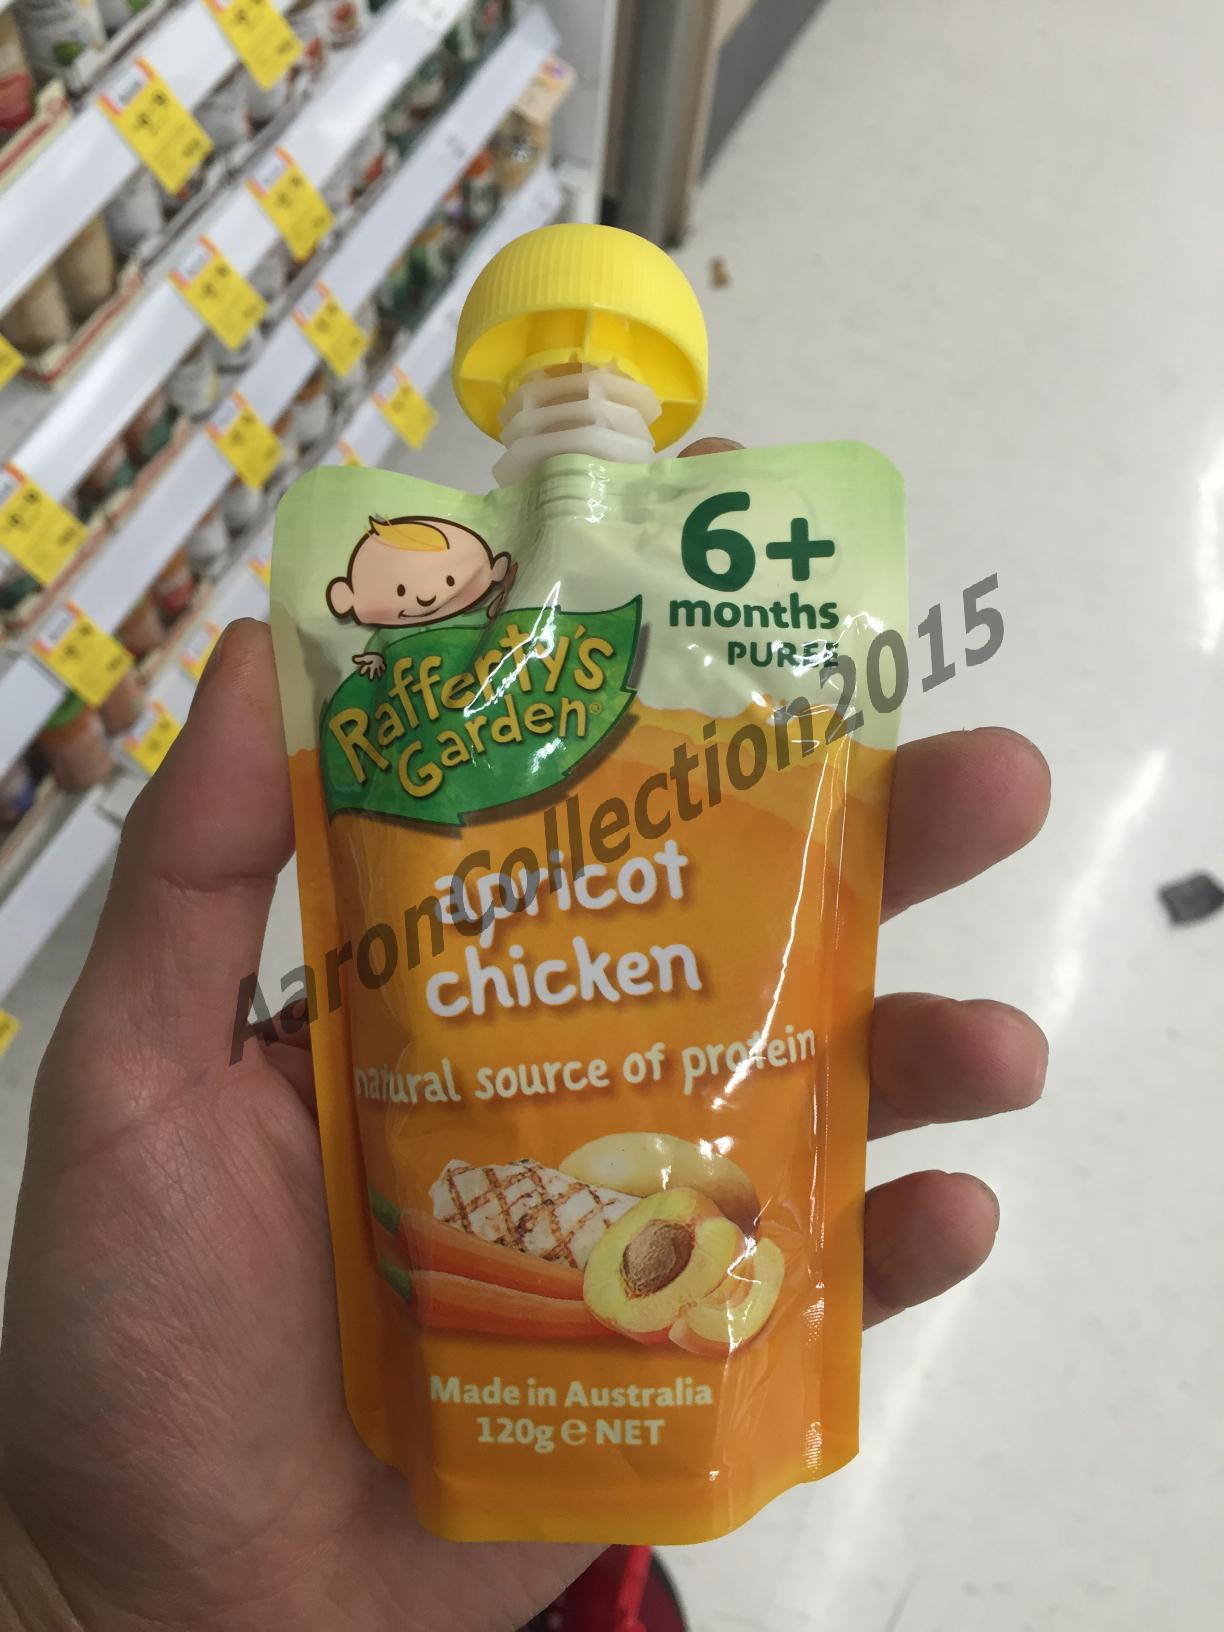 6+
months
PUREE
Rafferty's
Garden®
apricot
chicken
natural source of protein
Made in Australia
120g e NET
AaronCollection2015